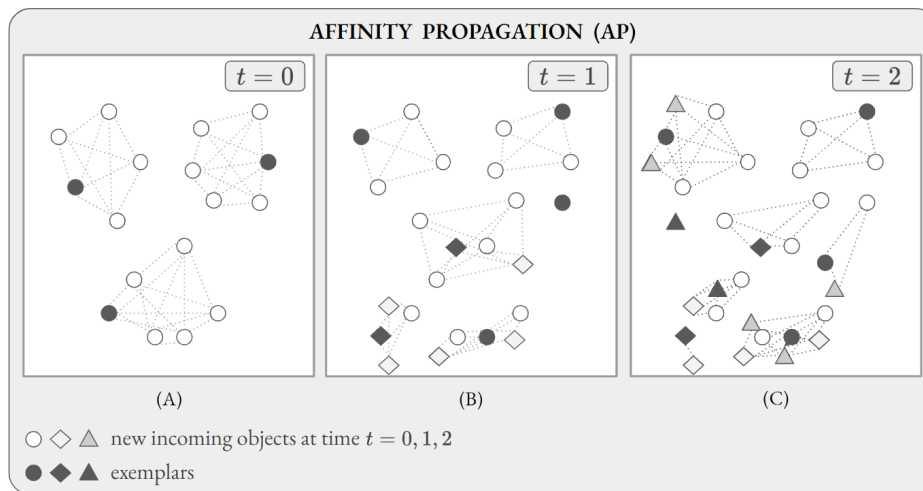 AFFINITY PROPAGATION (AP)
t = 0
t = 1
t = 2
(A)
(B)
(C)
new incoming objects at time t = 0, 1, 2
exemplars